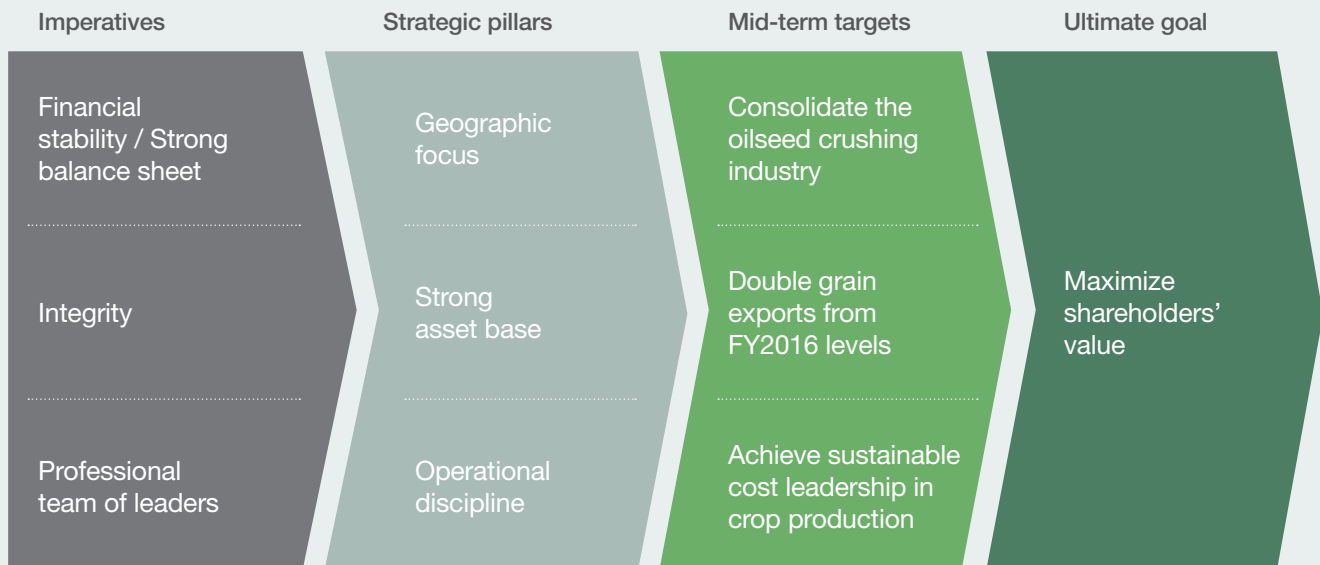 Imperatives
Financial
stability / Strong
balance sheet
Integrity
Professional
team of leaders
Strategic pillars
Geographic
focus
Strong
asset base
Operational
discipline
Mid-term targets
Consolidate the
oilseed crushing
industry
Double grain
exports from
FY2016 levels
Achieve sustainable
cost leadership in
crop production
Ultimate goal
Maximize
shareholders’
value